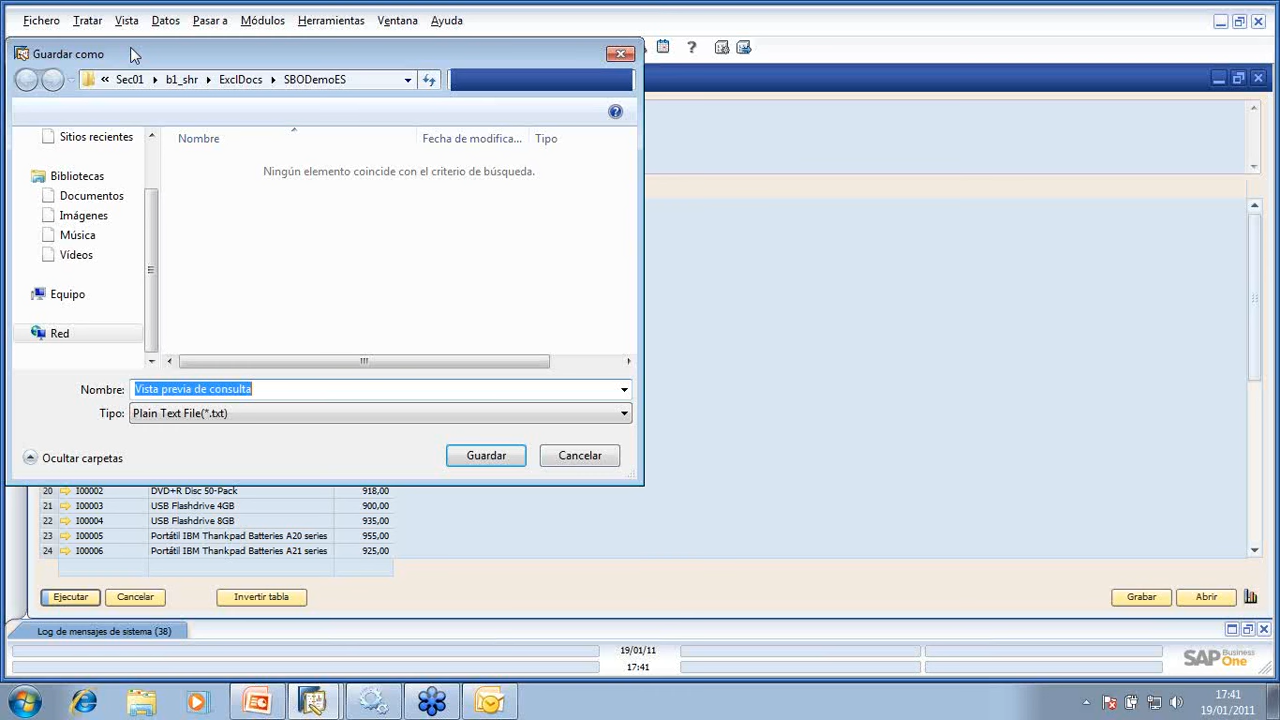 Fichero Tratar Vista Datos Pasar a Módulos Herramientas Ventana Ayuda
Guardar como
« Sec01 b1_shr ExclDocs SBODemoES
Nombre Fecha de modifica... Tipo
Ningún elemento coincide con el criterio de búsqueda.
Sitios recientes
Bibliotecas
Documentos
Imágenes
Música
Vídeos
Equipo
Red
Nombre: Vista previa de consulta
Tipo: Plain Text File(*.txt)
Ocultar carpetas Guardar Cancelar
20 I00002 DVD+R Disc 50-Pack 918,00
21 I00003 USB Flashdrive 4GB 900,00
22 I00004 USB Flashdrive 8GB 935,00
23 I00005 Portátil IBM Thankpad Batteries A20 series 955,00
24 I00006 Portátil IBM Thankpad Batteries A21 series 925,00
Ejecutar Cancelar Invertir tabla Grabar Abrir
Log de mensajes de sistema (38)
19/01/11
17:41
SAP Business One
17:41
19/01/2011